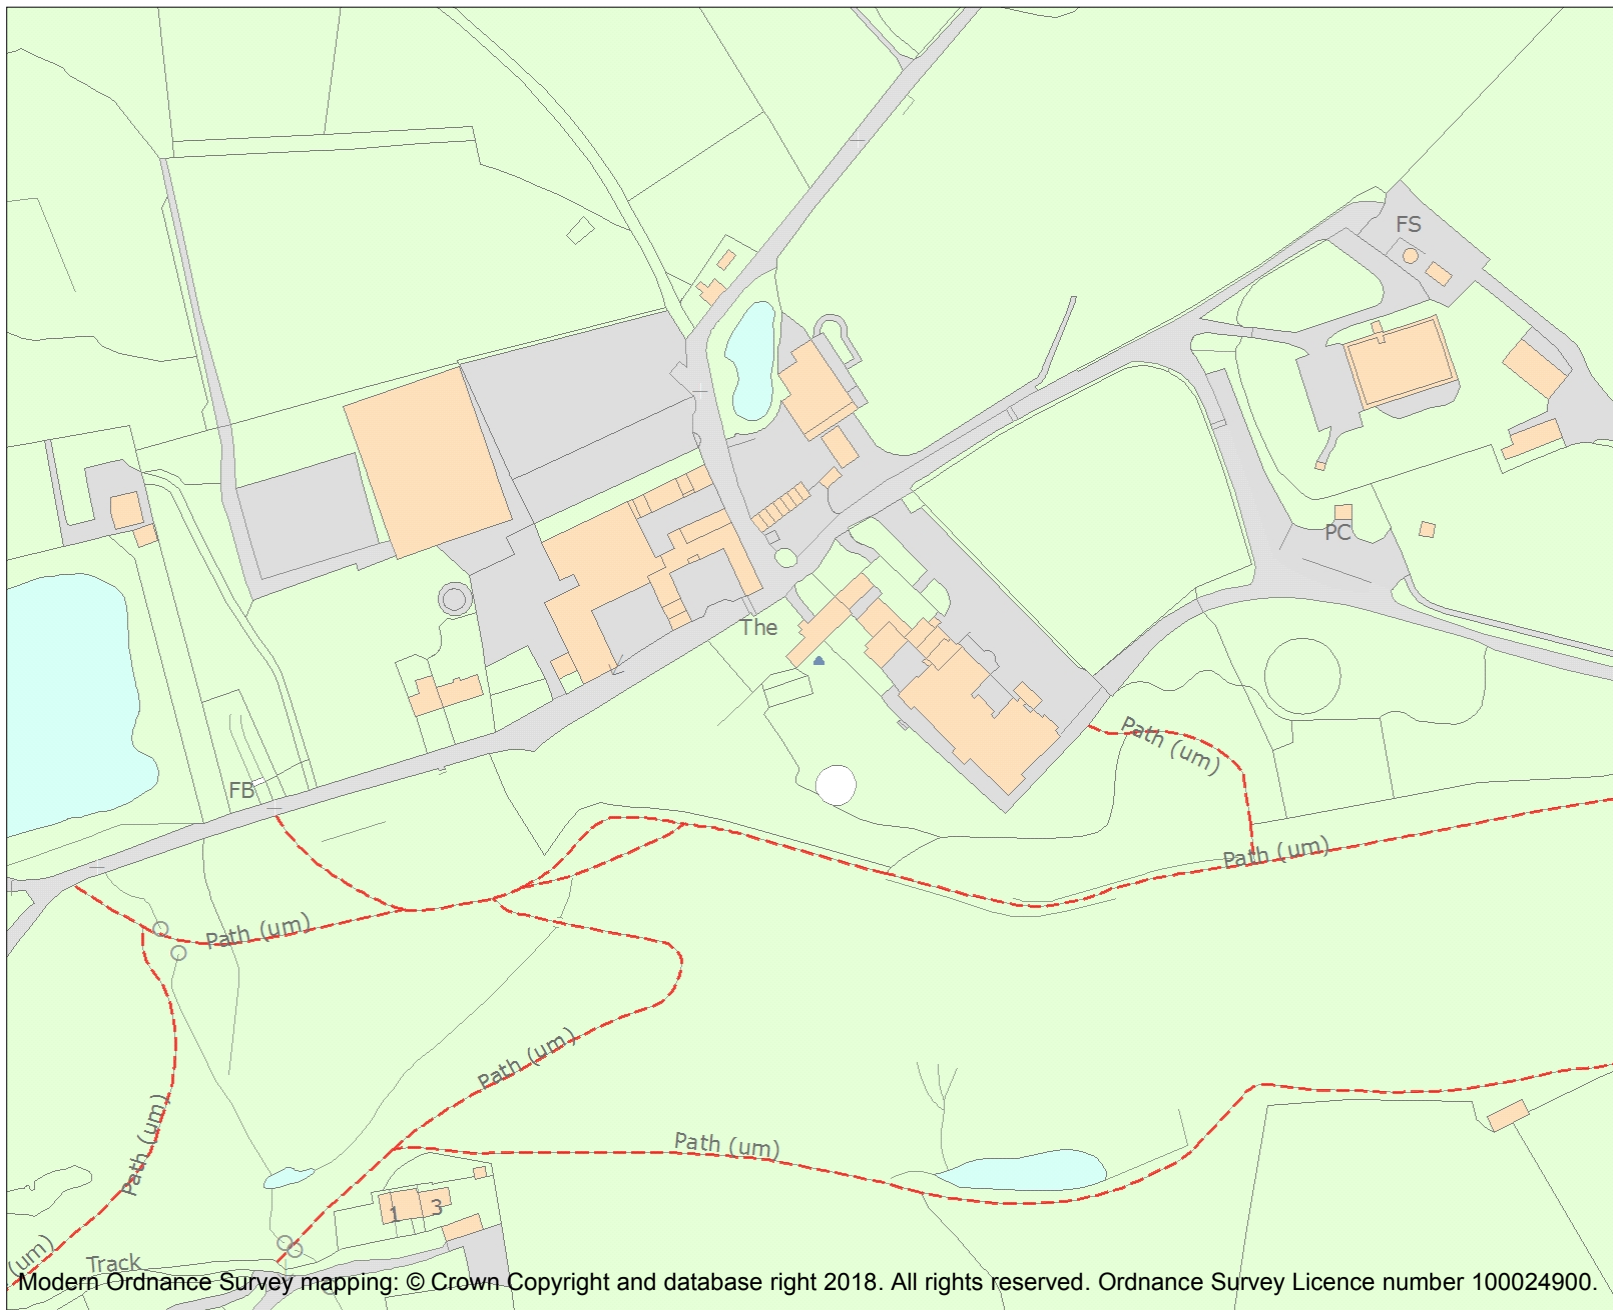 FS
PC
The
FB
Path (um)
Path (um)
Path (um)
Path (um)
Path (um)
Path (um)
1
3
(um)
Track
Modern Ordnance Survey mapping: © Crown Copyright and database right 2018. All rights reserved. Ordnance Survey Licence number 100024900.